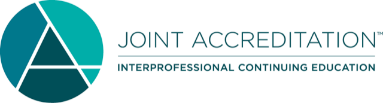 JOINT ACCREDITATION™
INTERPROFESSIONAL CONTINUING EDUCATION